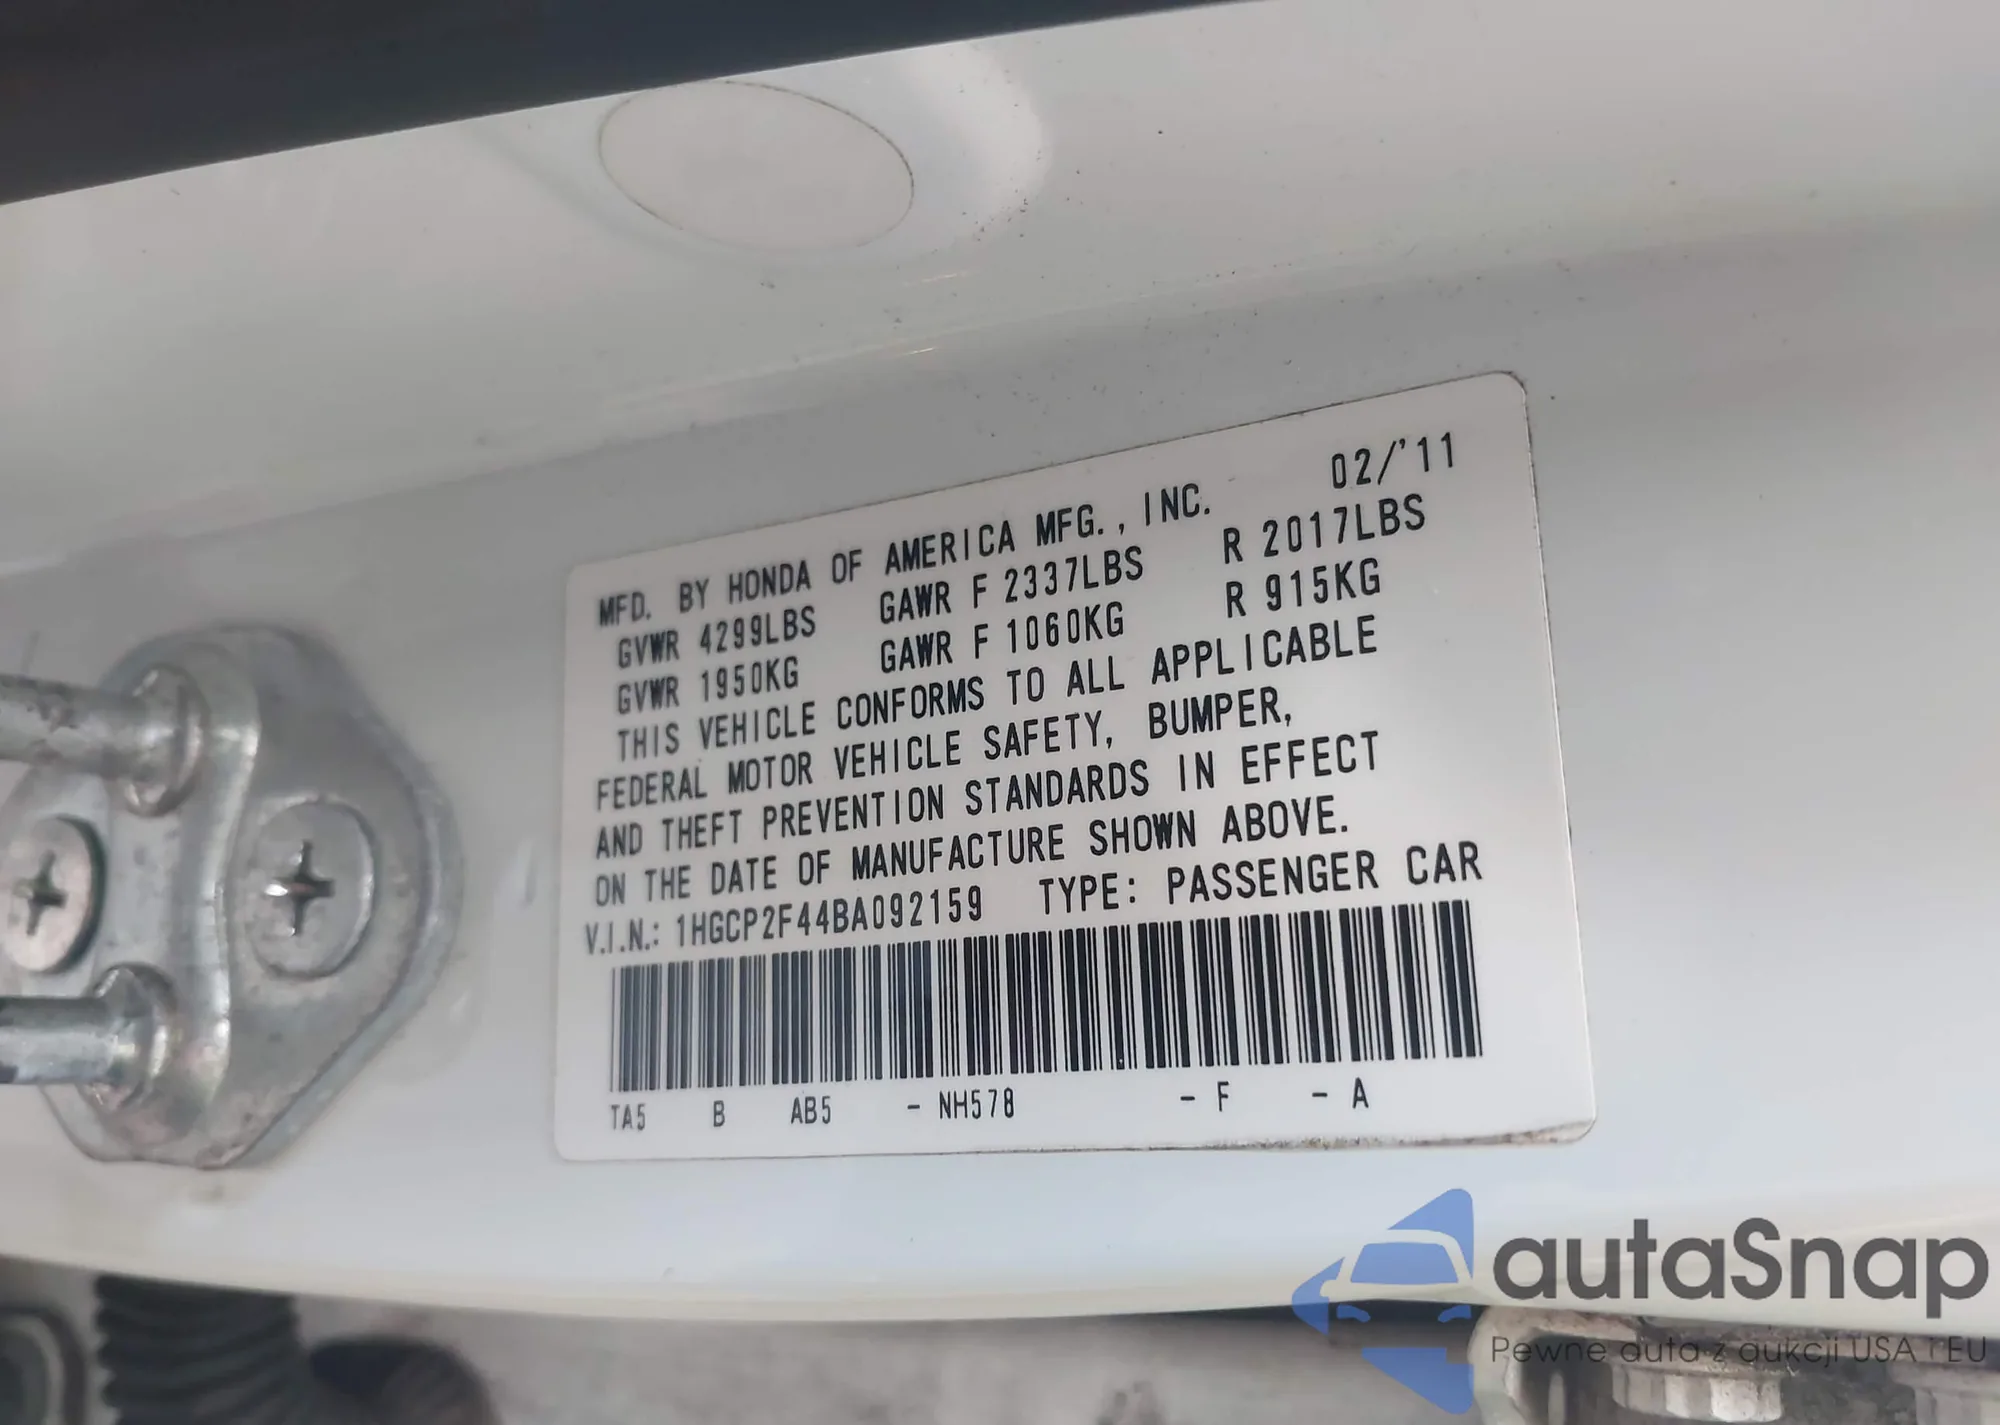 MFD. BY HONDA OF AMERICA MFG., INC. 02/'11
GVWR 4299LBS GAWR F 2337LBS R 2017LBS
GVWR 1950KG GAWR F 1060KG R 915KG
THIS VEHICLE CONFORMS TO ALL APPLICABLE
FEDERAL MOTOR VEHICLE SAFETY, BUMPER,
AND THEFT PREVENTION STANDARDS IN EFFECT
ON THE DATE OF MANUFACTURE SHOWN ABOVE.
V.I.N.: 1HGCP2F44BA092159 TYPE: PASSENGER CAR
TA5 B AB5 - NH578 - F - A
autaSnap
Pewne auta z aukcji USA i EU